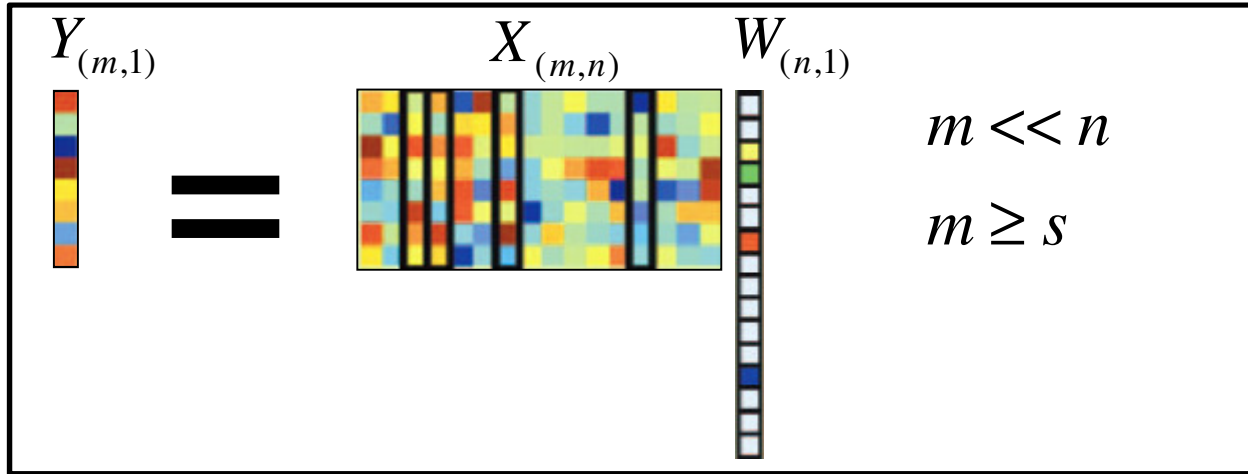 Y(m,1) X(m,n) W(n,1)
=
m << n
m ≥ s